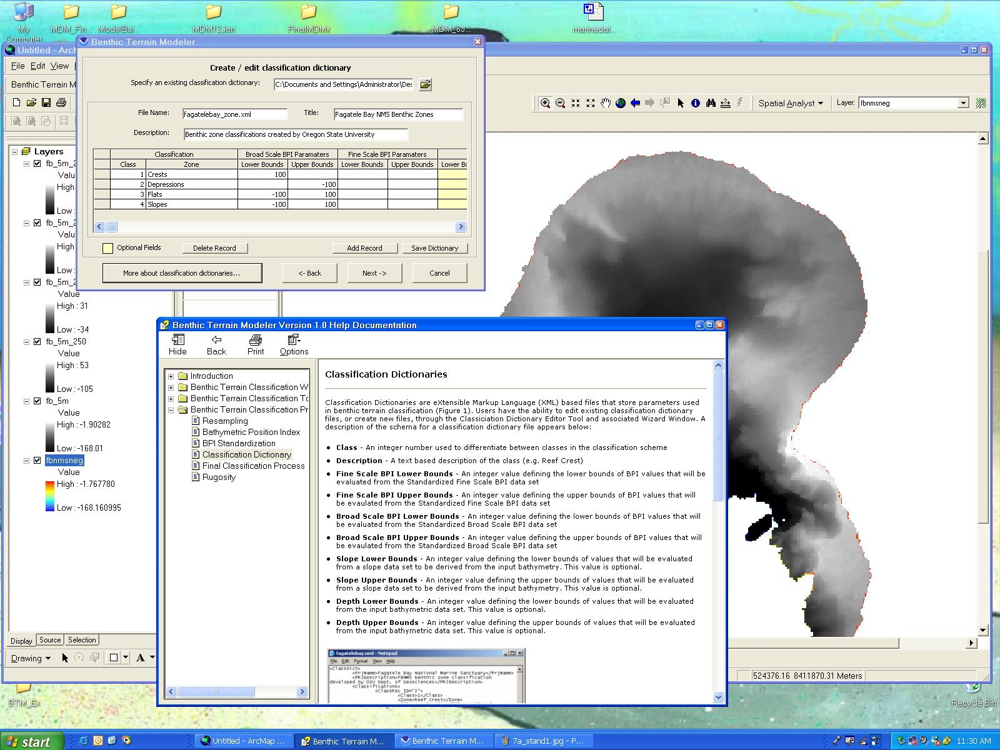 My Computer
MDM_Fin...
ModelBui...
MDM12Jan
FinalMDMx
MDM_6J...
marinedat...
Untitled - Arc
File Edit View
Benthic Terrain M
Benthic Terrain Modeler
Create / edit classification dictionary
Specify an existing classification dictionary: C:\Documents and Settings\Administrator\Des
File Name: fagatelebay_zone.xml Title: Fagatele Bay NMS Benthic Zones
Description: Benthic zone classifications created by Oregon State University
Classification Broad Scale BPI Paramaters Fine Scale BPI Paramaters
Class Zone Lower Bounds Upper Bounds Lower Bounds Upper Bounds Lower Bo
1 Crests 100
2 Depressions -100
3 Flats -100 100
4 Slopes -100 100
Optional Fields Delete Record Add Record Save Dictionary
More about classification dictionaries... <- Back Next -> Cancel
Spatial Analyst Layer: fbnmsneg
Layers
fb_5m_2
Valu
High
Low :
fb_5m_2
Valu
High
Low :
fb_5m_2
Value
High : 31
Low : -34
fb_5m_250
Value
High : 53
Low : -105
fb_5m
Value
High : -1.90282
Low : -168.01
fbnmsneg
Value
High : -1.767780
Low : -168.160995
Display Source Selection
Drawing A
Benthic Terrain Modeler Version 1.0 Help Documentation
Hide Back Print Options
Introduction
Benthic Terrain Classification W
Benthic Terrain Classification To
Benthic Terrain Classification Pr
Resampling
Bathymetric Position Index
BPI Standardization
Classification Dictionary
Final Classification Process
Rugosity
Classification Dictionaries
Classification Dictionaries are eXtensible Markup Language (XML) based files that store parameters used
in benthic terrain classification (Figure 1). Users have the ability to edit existing classification dictionary
files, or create new files, through the Classiciation Dictionary Editor Tool and associated Wizard Window. A
description of the schema for a classification dictionary file appears below:
• Class - An integer number used to differentiate between classes in the classification scheme
• Description - A text based description of the class (e.g. Reef Crest)
• Fine Scale BPI Lower Bounds - An integer value defining the lower bounds of BPI values that will be
evaluated from the Standardized Fine Scale BPI data set
• Fine Scale BPI Upper Bounds - An integer value defining the upper bounds of BPI values that will
be evaulated from the Standardized Fine Scale BPI data set
• Broad Scale BPI Lower Bounds - An integer value defining the lower bounds of BPI values that will
be evaluated from the Standardized Broad Scale BPI data set
• Broad Scale BPI Upper Bounds - An integer value defining the upper bounds of BPI values that will
be evaulated from the Standardized Broad Scale BPI data set
• Slope Lower Bounds - An integer value defining the lower bounds of values that will be evaluated
from a slope data set to be derived from the input bathymetry. This value is optional.
• Slope Upper Bounds - An integer value defining the upper bounds of values that will be evaluated
from a slope data set to be derived from the input bathymetry. This value is optional.
• Depth Lower Bounds - An integer value defining the lower bounds of values that will be evaluated
from the input bathymetric data set. This value is optional.
• Depth Upper Bounds - An integer value defining the upper bounds of values that will be evaluated
from the input bathymetric data set. This value is optional.
fagatelebay.xml - Notepad
File Edit Format View Help
<ClassDict>
<PrjName>Fagatele Bay National Marine Sanctuary</PrjName>
<PRJDescription>FBNMS benthic zone classification
developed by OSU Dept. of Geosciences</PRJDescription>
<Classifications>
<ClassRec ID="2">
<Class>1</Class>
<Zone>Reef Crest</Zone>
524376.16 8411870.31 Meters
BTM_Ex
Recycle Bin
start
Untitled - ArcMap ...
Benthic Terrain M...
Benthic Terrain M...
7a_stand1.jpg - P...
11:30 AM